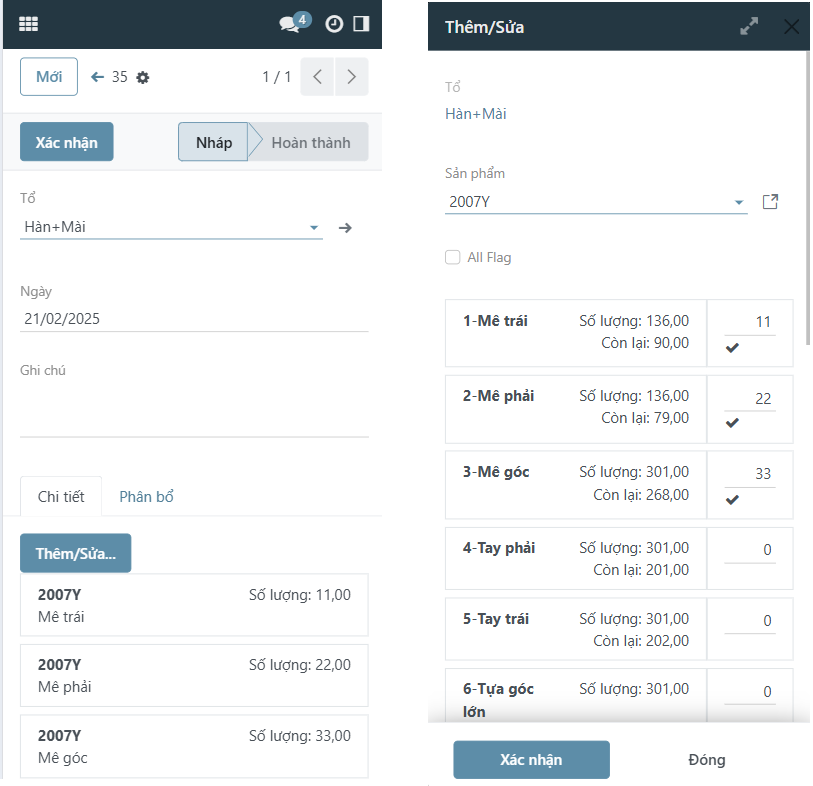 4
Mới
35
1 / 1
Xác nhận
Nháp
Hoàn thành
Tổ
Hàn+Mài
Ngày
21/02/2025
Ghi chú
Chi tiết
Phân bổ
Thêm/Sửa...
2007Y
Số lượng: 11,00
Mê trái
2007Y
Số lượng: 22,00
Mê phải
2007Y
Số lượng: 33,00
Mê góc
Thêm/Sửa
Tổ
Hàn+Mài
Sản phẩm
2007Y
All Flag
1-Mê trái
Số lượng: 136,00
11
Còn lại: 90,00
2-Mê phải
Số lượng: 136,00
22
Còn lại: 79,00
3-Mê góc
Số lượng: 301,00
33
Còn lại: 268,00
4-Tay phải
Số lượng: 301,00
0
Còn lại: 201,00
5-Tay trái
Số lượng: 301,00
0
Còn lại: 202,00
6-Tựa góc
lớn
Số lượng: 301,00
0
Xác nhận
Đóng